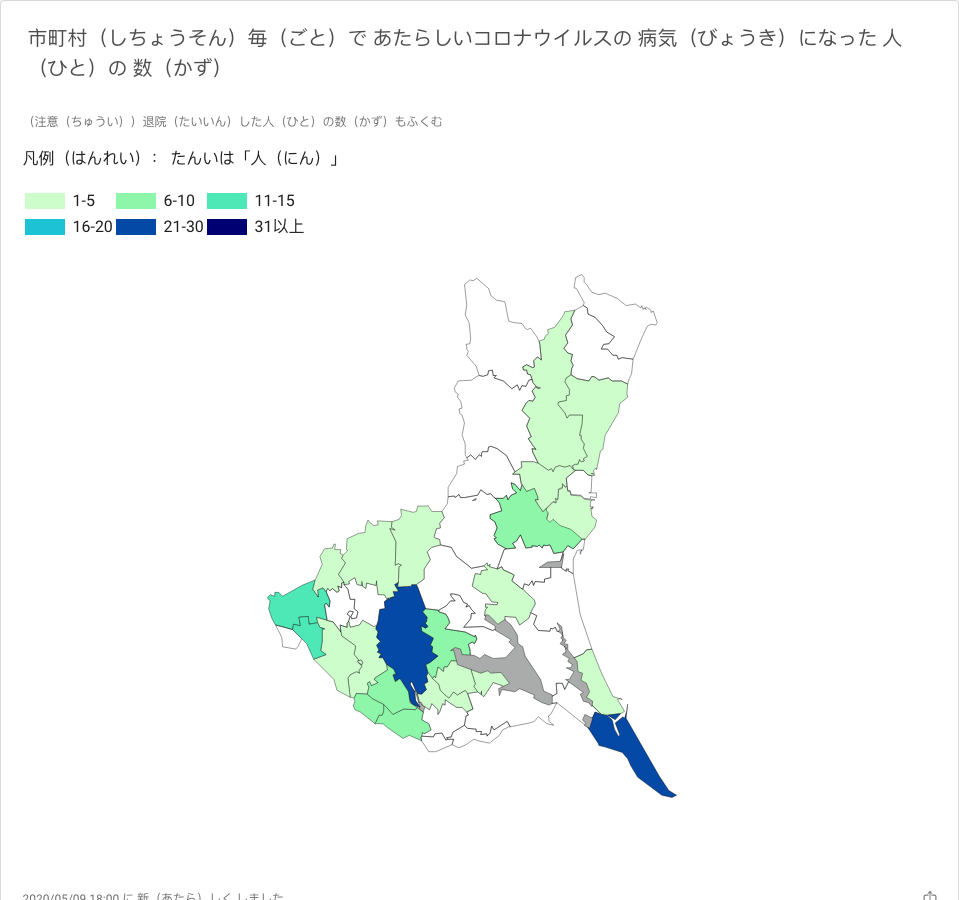 市町村（しちょうそん）毎（ごと）で あたらしいコロナウイルスの 病気（びょうき）になった 人
（ひと）の 数（かず）
（注意（ちゅうい））退院（たいいん）した人（ひと）の数（かず）もふくむ
凡例（はんれい）： たんいは「人（にん）」
1-5 6-10 11-15
16-20 21-30 31以上
2020/05/09 18:00 に 新（あたら）しく しました